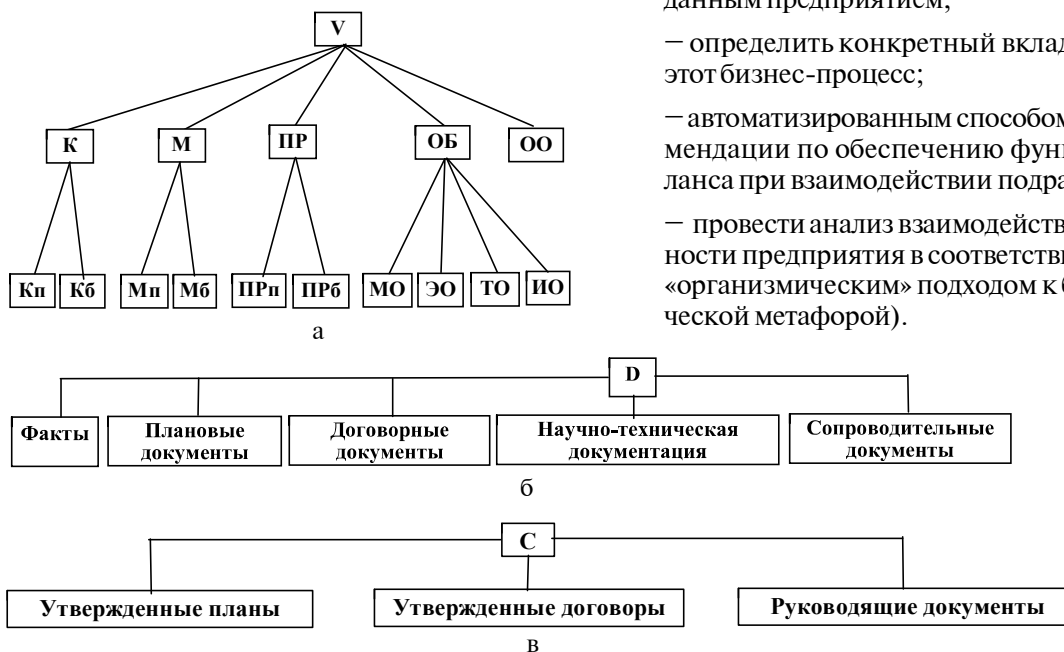 V
К М ПР ОБ ОО
Кп Кб Мп Мб ПРп ПРб МО ЭО ТО ИО
а
данным предприятием;
– определить конкретный вклад
этот бизнес-процесс;
– автоматизированным способом
мендации по обеспечению функ
ланса при взаимодействии подра
– провести анализ взаимодейств
ности предприятия в соответстви
«организмическим» подходом к
ческой метафорой).
D
Факты
Плановые
документы
Договорные
документы
Научно-техническая
документация
Сопроводительные
документы
б
C
Утвержденные планы
Утвержденные договоры
Руководящие документы
в